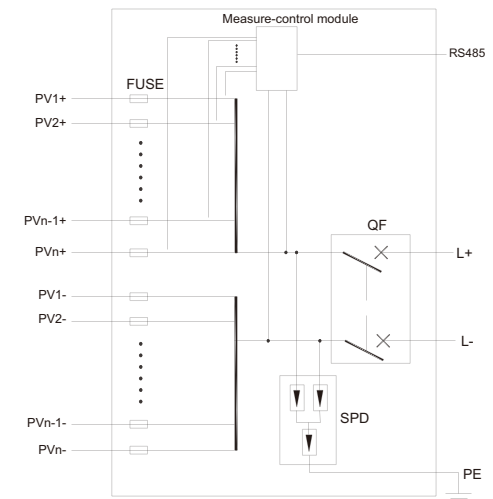 Measure-control module
RS485
FUSE
PV1+
PV2+
PVn-1+
PVn+
QF
L+
PV1-
PV2-
L-
SPD
PVn-1-
PVn-
PE